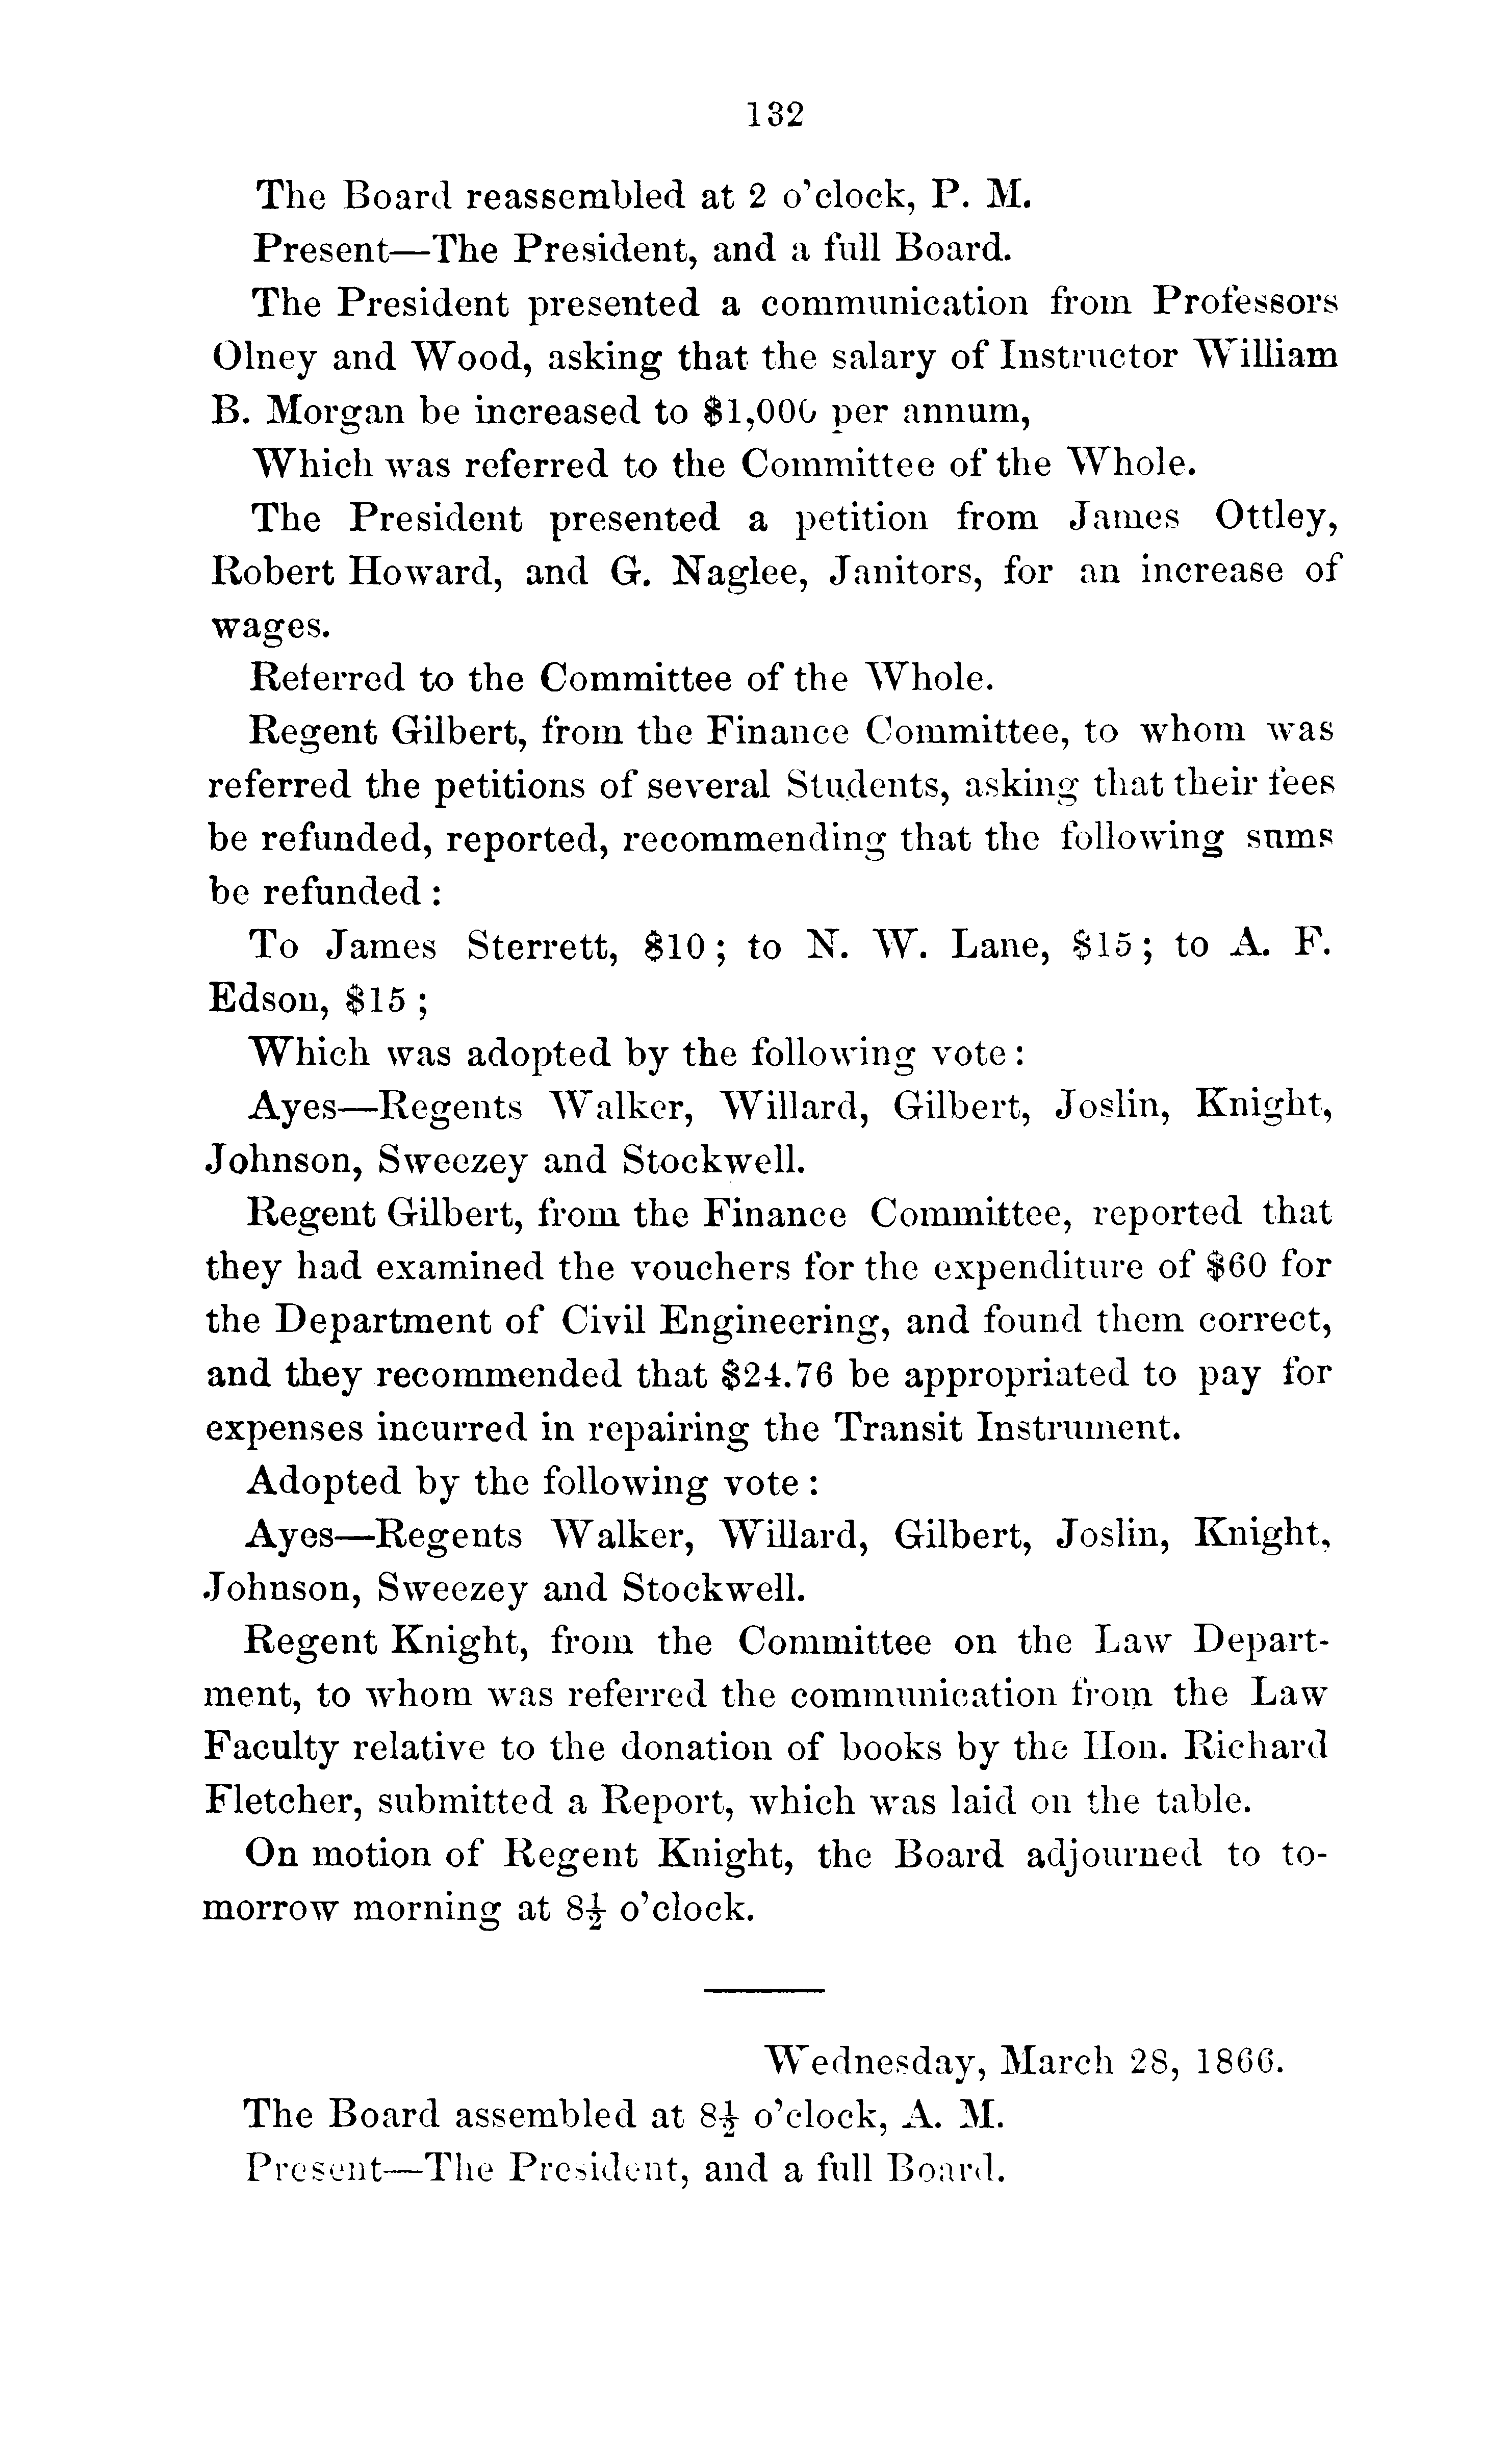 132
The Board reassembled at 2 o'clock, P. M.
Present—The President, and a full Board.
The President presented a communication from Professors
Olney and Wood, asking that the salary of Instructor William
B. Morgan be increased to $1,000 per annum,
Which was referred to the Committee of the Whole.
The President presented a petition from James Ottley,
Robert Howard, and G. Naglee, Janitors, for an increase of
wages.
Referred to the Committee of the Whole.
Regent Gilbert, from the Finance Committee, to whom was
referred the petitions of several Students, asking that their fees
be refunded, reported, recommending that the following sums
be refunded :
To James Sterrett, $10; to N. W. Lane, $15; to A. F.
Edson, $15 ;
Which was adopted by the following vote :
Ayes—Regents Walker, Willard, Gilbert, Joslin, Knight,
Johnson, Sweezey and Stockwell.
Regent Gilbert, from the Finance Committee, reported that
they had examined the vouchers for the expenditure of $60 for
the Department of Civil Engineering, and found them correct,
and they recommended that $24.76 be appropriated to pay for
expenses incurred in repairing the Transit Instrument.
Adopted by the following vote :
Ayes—Regents Walker, Willard, Gilbert, Joslin, Knight,
Johnson, Sweezey and Stockwell.
Regent Knight, from the Committee on the Law Depart-
ment, to whom was referred the communication from the Law
Faculty relative to the donation of books by the Hon. Richard
Fletcher, submitted a Report, which was laid on the table.
On motion of Regent Knight, the Board adjourned to to-
morrow morning at 8½ o'clock.
Wednesday, March 28, 1866.
The Board assembled at 8½ o'clock, A. M.
Present—The President, and a full Board.